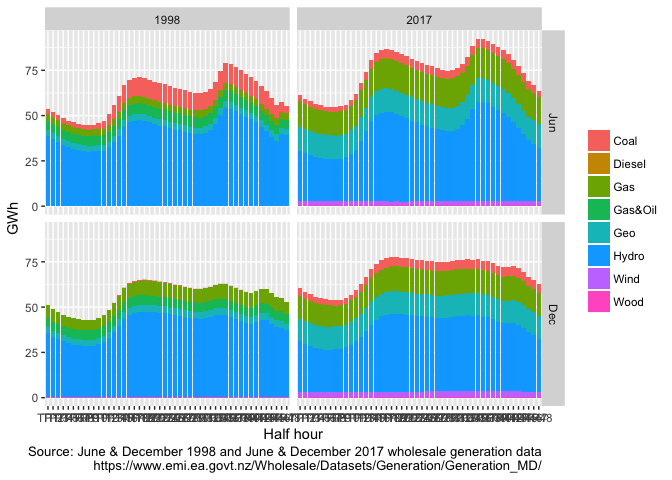 1998
2017
75
50
25
0
Jun
75
50
25
0
Dec
GWh
Half hour
Coal
Diesel
Gas
Gas&Oil
Geo
Hydro
Wind
Wood
Source: June & December 1998 and June & December 2017 wholesale generation data
https://www.emi.ea.govt.nz/Wholesale/Datasets/Generation/Generation_MD/